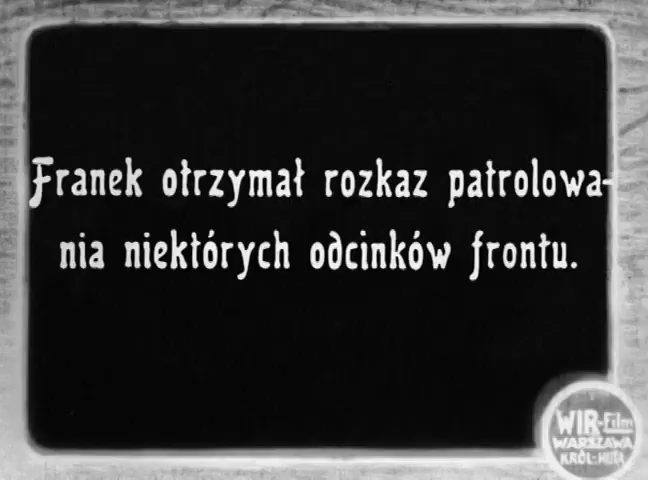 Franek otrzymał rozkaz patrolowa-
nia niektórych odcinków frontu.
WIR-Film
WARSZAWA
KRÓL-HUTA